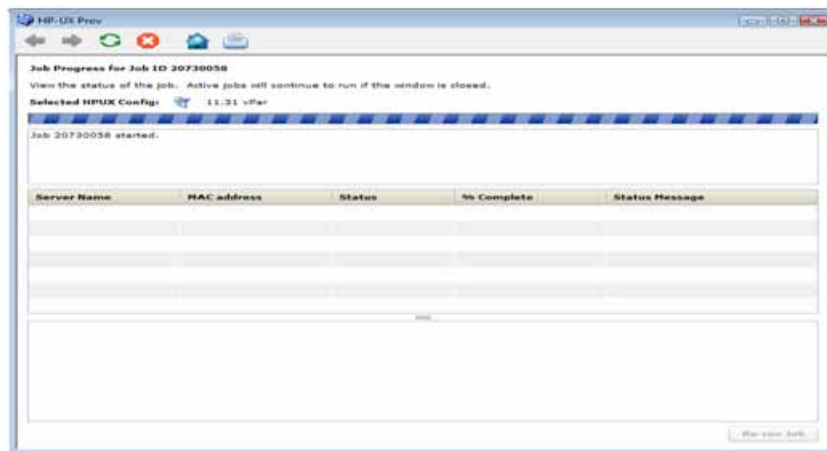 HP-UX Prov
Job Progress for Job ID 20730058
View the status of the job. Active jobs will continue to run if the window is closed.
Selected HPUX Config: 11.31 vPar
Job 20730058 started.
Server Name MAC address Status % Complete Status Message
Job